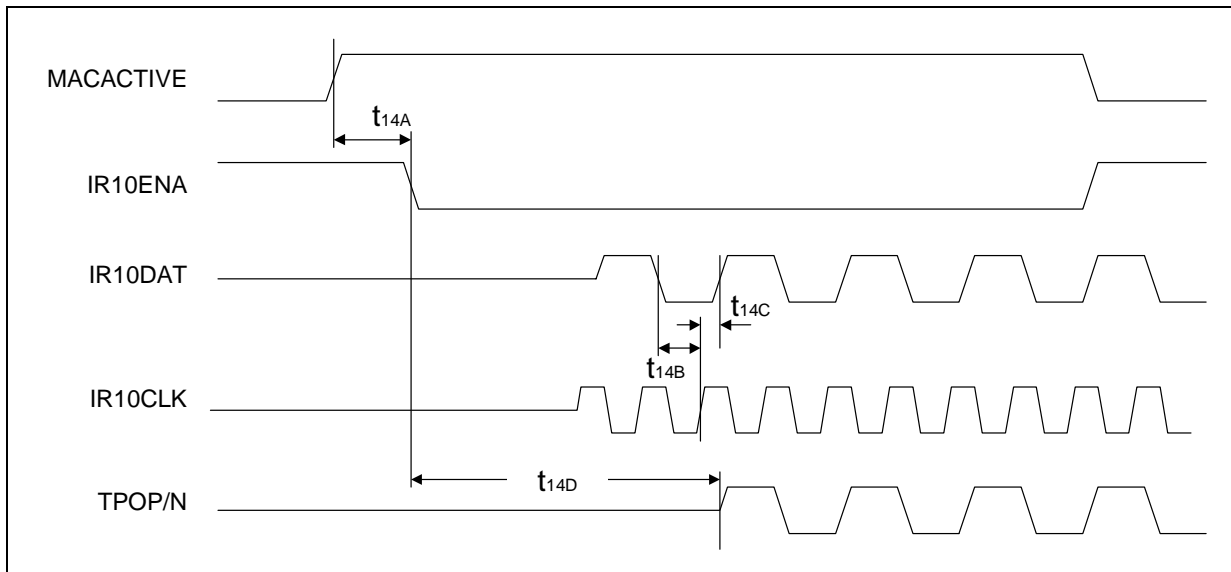 MACACTIVE
t14A
IR10ENA
IR10DAT
t14C
t14B
IR10CLK
t14D
TPOP/N